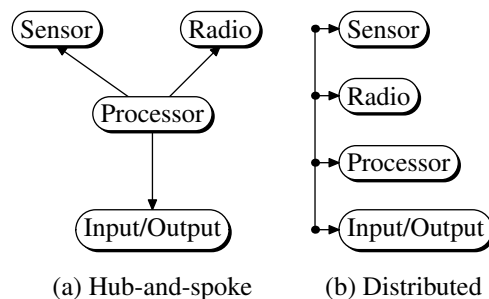 Sensor
Radio
Processor
Input/Output
(a) Hub-and-spoke
Sensor
Radio
Processor
Input/Output
(b) Distributed